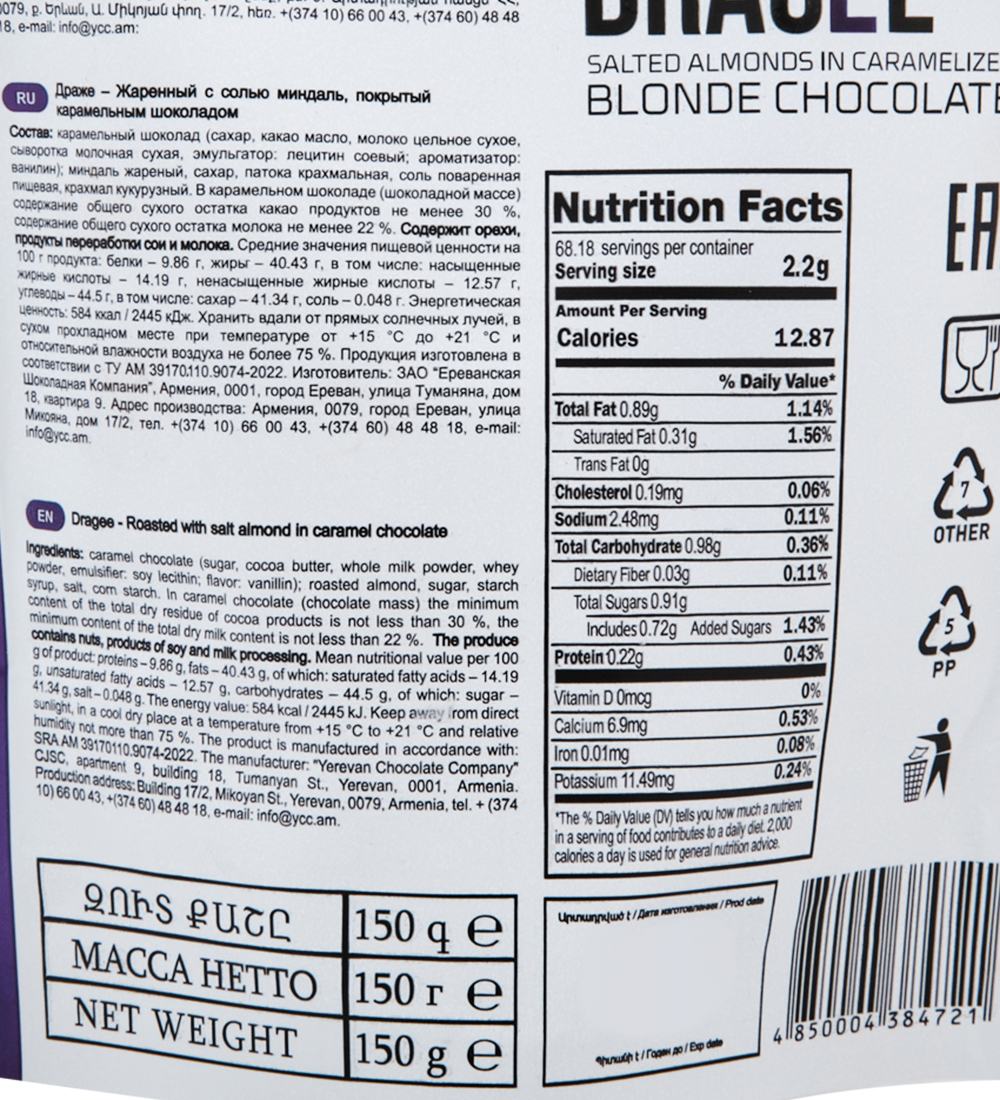 0079, ք. Երևան, Ա. Միկոյան փող. 17/2, հեռ. +(374 10) 66 00 43, +(374 60) 48 48
18, e-mail: info@ycc.am:
RU
Драже – Жаренный с солью миндаль, покрытый
карамельным шоколадом
Состав: карамельный шоколад (сахар, какао масло, молоко цельное сухое,
сыворотка молочная сухая, эмульгатор: лецитин соевый; ароматизатор:
ванилин); миндаль жареный, сахар, патока крахмальная, соль поваренная
пищевая, крахмал кукурузный. В карамельном шоколаде (шоколадной массе)
содержание общего сухого остатка какао продуктов не менее 30 %,
содержание общего сухого остатка молока не менее 22 %. Содержит орехи,
продукты переработки сои и молока. Средние значения пищевой ценности на
100 г продукта: белки – 9.86 г, жиры – 40.43 г, в том числе: насыщенные
жирные кислоты – 14.19 г, ненасыщенные жирные кислоты – 12.57 г,
углеводы – 44.5 г, в том числе: сахар – 41.34 г, соль – 0.048 г. Энергетическая
ценность: 584 ккал / 2445 кДж. Хранить вдали от прямых солнечных лучей, в
сухом прохладном месте при температуре от +15 °C до +21 °C и
относительной влажности воздуха не более 75 %. Продукция изготовлена в
соответствии с ТУ АМ 39170.110.9074-2022. Изготовитель: ЗАО "Ереванская
Шоколадная Компания", Армения, 0001, город Ереван, улица Туманяна, дом
18, квартира 9. Адрес производства: Армения, 0079, город Ереван, улица
Микояна, дом 17/2, тел. +(374 10) 66 00 43, +(374 60) 48 48 18, e-mail:
info@ycc.am.
EN
Dragee - Roasted with salt almond in caramel chocolate
Ingredients: caramel chocolate (sugar, cocoa butter, whole milk powder, whey
powder, emulsifier: soy lecithin; flavor: vanillin); roasted almond, sugar, starch
syrup, salt, corn starch. In caramel chocolate (chocolate mass) the minimum
content of the total dry residue of cocoa products is not less than 30 %, the
minimum content of the total dry milk content is not less than 22 %. The produce
contains nuts, products of soy and milk processing. Mean nutritional value per 100
g of product: proteins – 9.86 g, fats – 40.43 g, of which: saturated fatty acids – 14.19
g, unsaturated fatty acids – 12.57 g, carbohydrates – 44.5 g, of which: sugar –
41.34 g, salt – 0.048 g. The energy value: 584 kcal / 2445 kJ. Keep away from direct
sunlight, in a cool dry place at a temperature from +15 °C to +21 °C and relative
humidity not more than 75 %. The product is manufactured in accordance with:
SRA AM 39170110.9074-2022. The manufacturer: "Yerevan Chocolate Company"
CJSC, apartment 9, building 18, Tumanyan St., Yerevan, 0001, Armenia.
Production address: Building 17/2, Mikoyan St., Yerevan, 0079, Armenia, tel. + (374
10) 66 00 43, +(374 60) 48 48 18, e-mail: info@ycc.am.
ԶՈՒՏ ՔԱՇԸ 150 գ e
МАССА НЕТТО 150 г e
NET WEIGHT 150 g e
DRAGEE
SALTED ALMONDS IN CARAMELIZE
BLONDE CHOCOLATE
Nutrition Facts
68.18 servings per container
Serving size 2.2g
Amount Per Serving
Calories 12.87
% Daily Value*
Total Fat 0.89g 1.14%
Saturated Fat 0.31g 1.56%
Trans Fat 0g
Cholesterol 0.19mg 0.06%
Sodium 2.48mg 0.11%
Total Carbohydrate 0.98g 0.36%
Dietary Fiber 0.03g 0.11%
Total Sugars 0.91g
Includes 0.72g Added Sugars 1.43%
Protein 0.22g 0.43%
Vitamin D 0mcg 0%
Calcium 6.9mg 0.53%
Iron 0.01mg 0.08%
Potassium 11.49mg 0.24%
*The % Daily Value (DV) tells you how much a nutrient
in a serving of food contributes to a daily diet. 2,000
calories a day is used for general nutrition advice.
Արտադրված է / Дата изготовления / Prod date
Պիտանի է / Годен до / Exp date
EAC
7
OTHER
5
PP
4 850004 384721